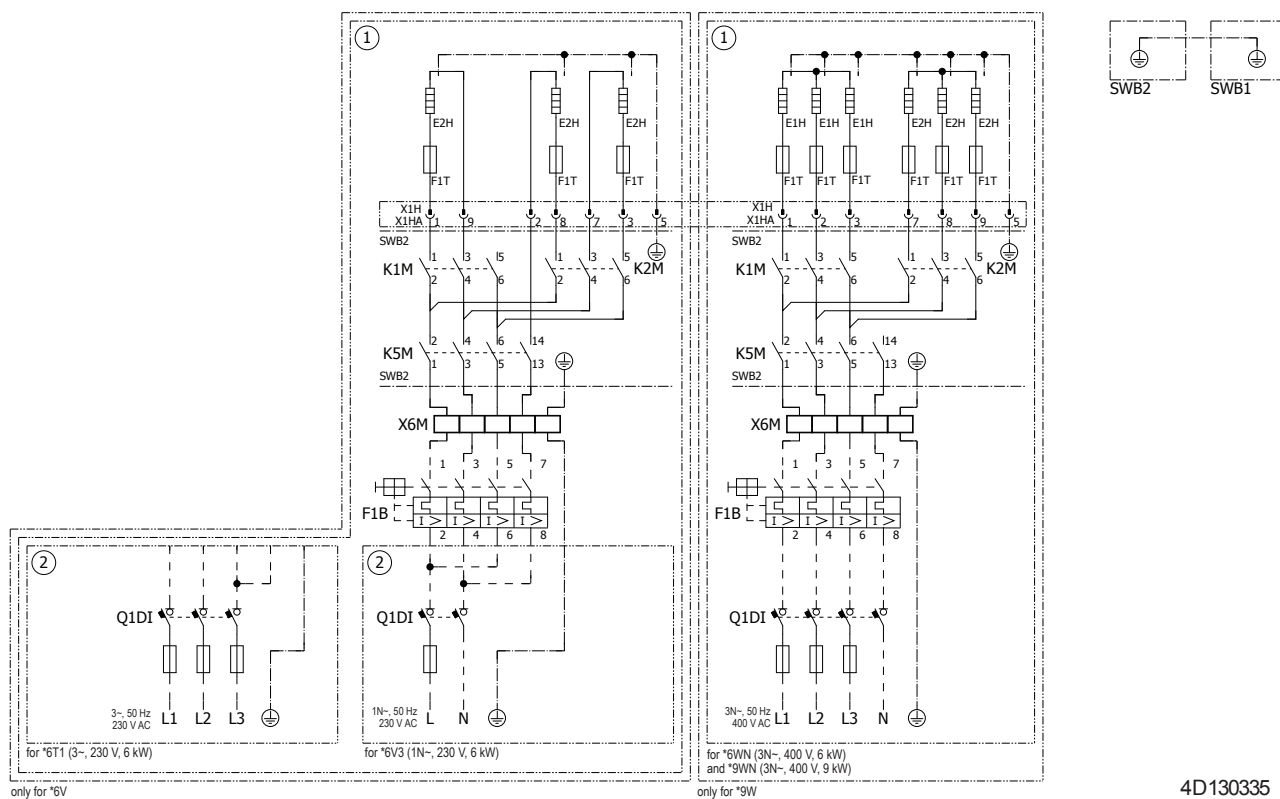 1 1
SWB2 SWB1
E2H E2H E2H E1H E1H E1H E2H E2H E2H
F1T F1T F1T F1T F1T F1T F1T F1T F1T
X1H X1H
X1HA 1 9 2 8 7 3 5 X1HA 1 2 3 7 8 9 5
SWB2 SWB2
1 3 5 1 3 5 1 3 5 1 3 5
K1M K2M K1M K2M
2 4 6 2 4 6 2 4 6 2 4 6
2 4 6 14 2 4 6 14
K5M K5M
1 3 5 13 1 3 5 13
SWB2 SWB2
X6M X6M
1 3 5 7 1 3 5 7
F1B I > I > I > I > F1B I > I > I > I >
2 4 6 8 2 4 6 8
2 2
Q1DI Q1DI Q1DI
3~, 50 Hz 1N~, 50 Hz 3N~, 50 Hz
230 V AC L1 L2 L3 230 V AC L N 400 V AC L1 L2 L3 N
for *6T1 (3~, 230 V, 6 kW) for *6V3 (1N~, 230 V, 6 kW) for *6WN (3N~, 400 V, 6 kW)
and *9WN (3N~, 400 V, 9 kW)
only for *6V only for *9W
4D130335